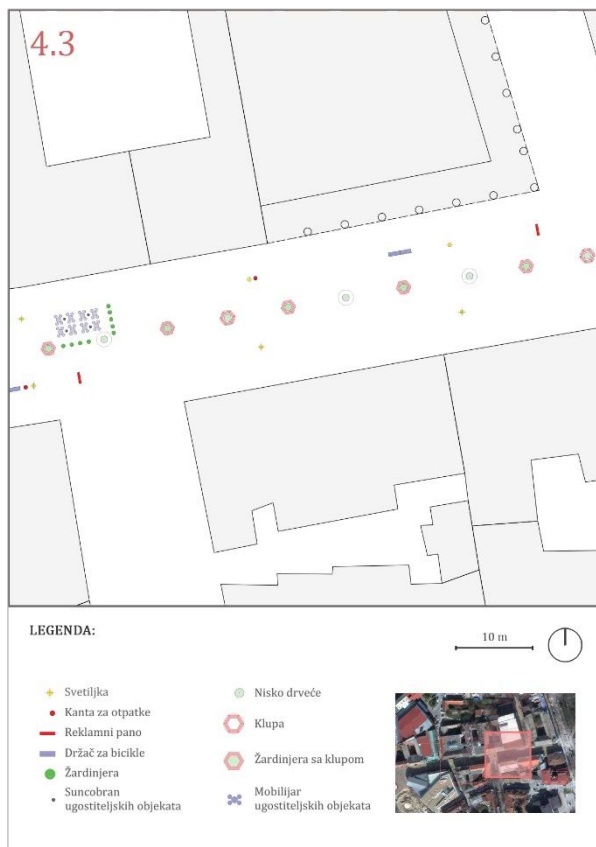 4.3
LEGENDA:
10 m
Svetiljka
Kanta za otpatke
Reklamni pano
Držač za bicikle
Žardinjera
Suncobran
ugostiteljskih objekata
Nisko drveće
Klupa
Žardinjera sa klupom
Mobilijar
ugostiteljskih objekata